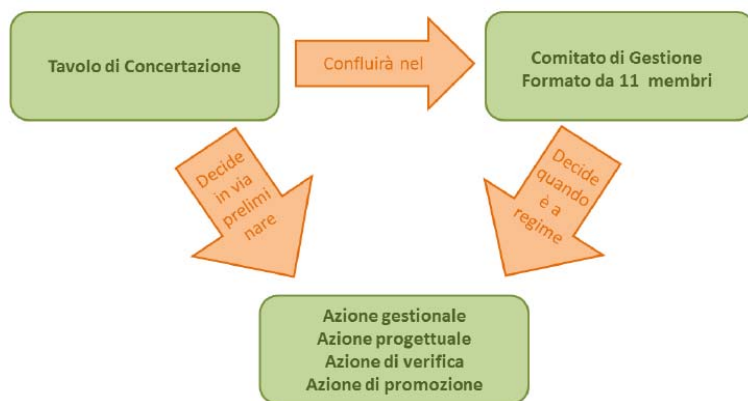 Tavolo di Concertazione
Confluirà nel
Comitato di Gestione
Formato da 11 membri
Decide
in via
prelimi
nare
Decide
quando
è a
regime
Azione gestionale
Azione progettuale
Azione di verifica
Azione di promozione